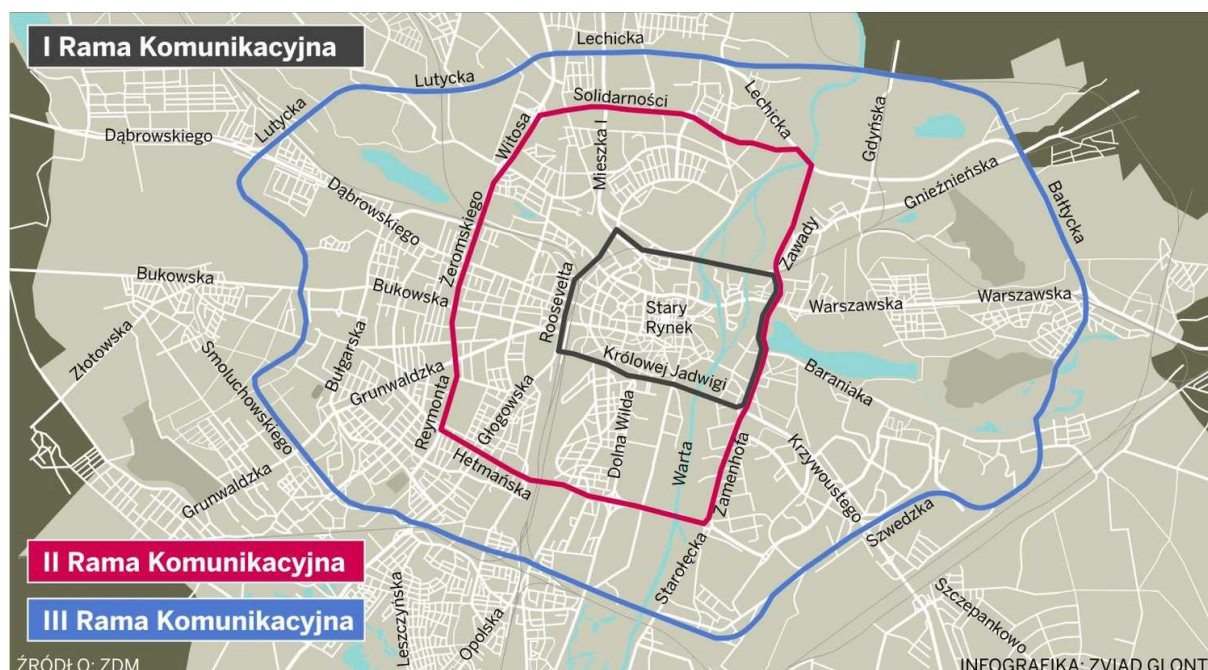 I Rama Komunikacyjna
Lechicka
Lutycka
Lutycka
Solidarności
Lechicka
Witosa
Mieszka I
Gdyńska
Dąbrowskiego
Dąbrowskiego
Gnieźnieńska
Bałtycka
Żeromskiego
Zawady
Bukowska
Bukowska
Roosevelta
Stary
Rynek
Warszawska
Warszawska
Złotowska
Smoluchowskiego
Bułgarska
Grunwaldzka
Królowej Jadwigi
Baraniaka
Reymonta
Głogowska
Dolna Wilda
Warta
Zamenhofa
Krzywoustego
Hetmańska
Grunwaldzka
Szwedzka
II Rama Komunikacyjna
Starołęcka
III Rama Komunikacyjna
Leszczyńska
Opolska
Szczepankowo
ŹRÓDŁO: ZDM
INFOGRAFIKA: ZVIAD GLONT